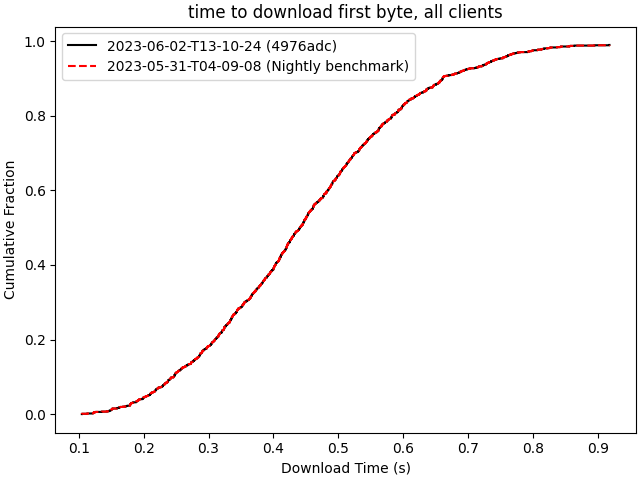 time to download first byte, all clients
2023-06-02-T13-10-24 (4976adc)
2023-05-31-T04-09-08 (Nightly benchmark)
Cumulative Fraction
1.0
0.8
0.6
0.4
0.2
0.0
0.1 0.2 0.3 0.4 0.5 0.6 0.7 0.8 0.9
Download Time (s)